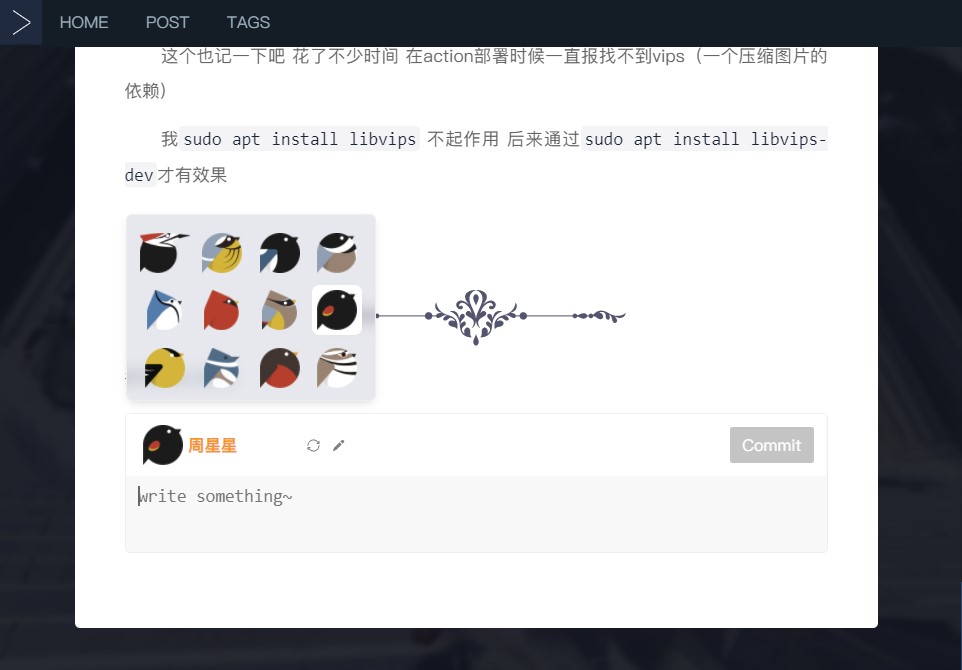 HOME POST TAGS
这个也记一下吧 花了不少时间 在action部署时候一直报找不到vips（一个压缩图片的
依赖）
我 sudo apt install libvips 不起作用 后来通过 sudo apt install libvips-
dev 才有效果
周星星 Commit
write something~